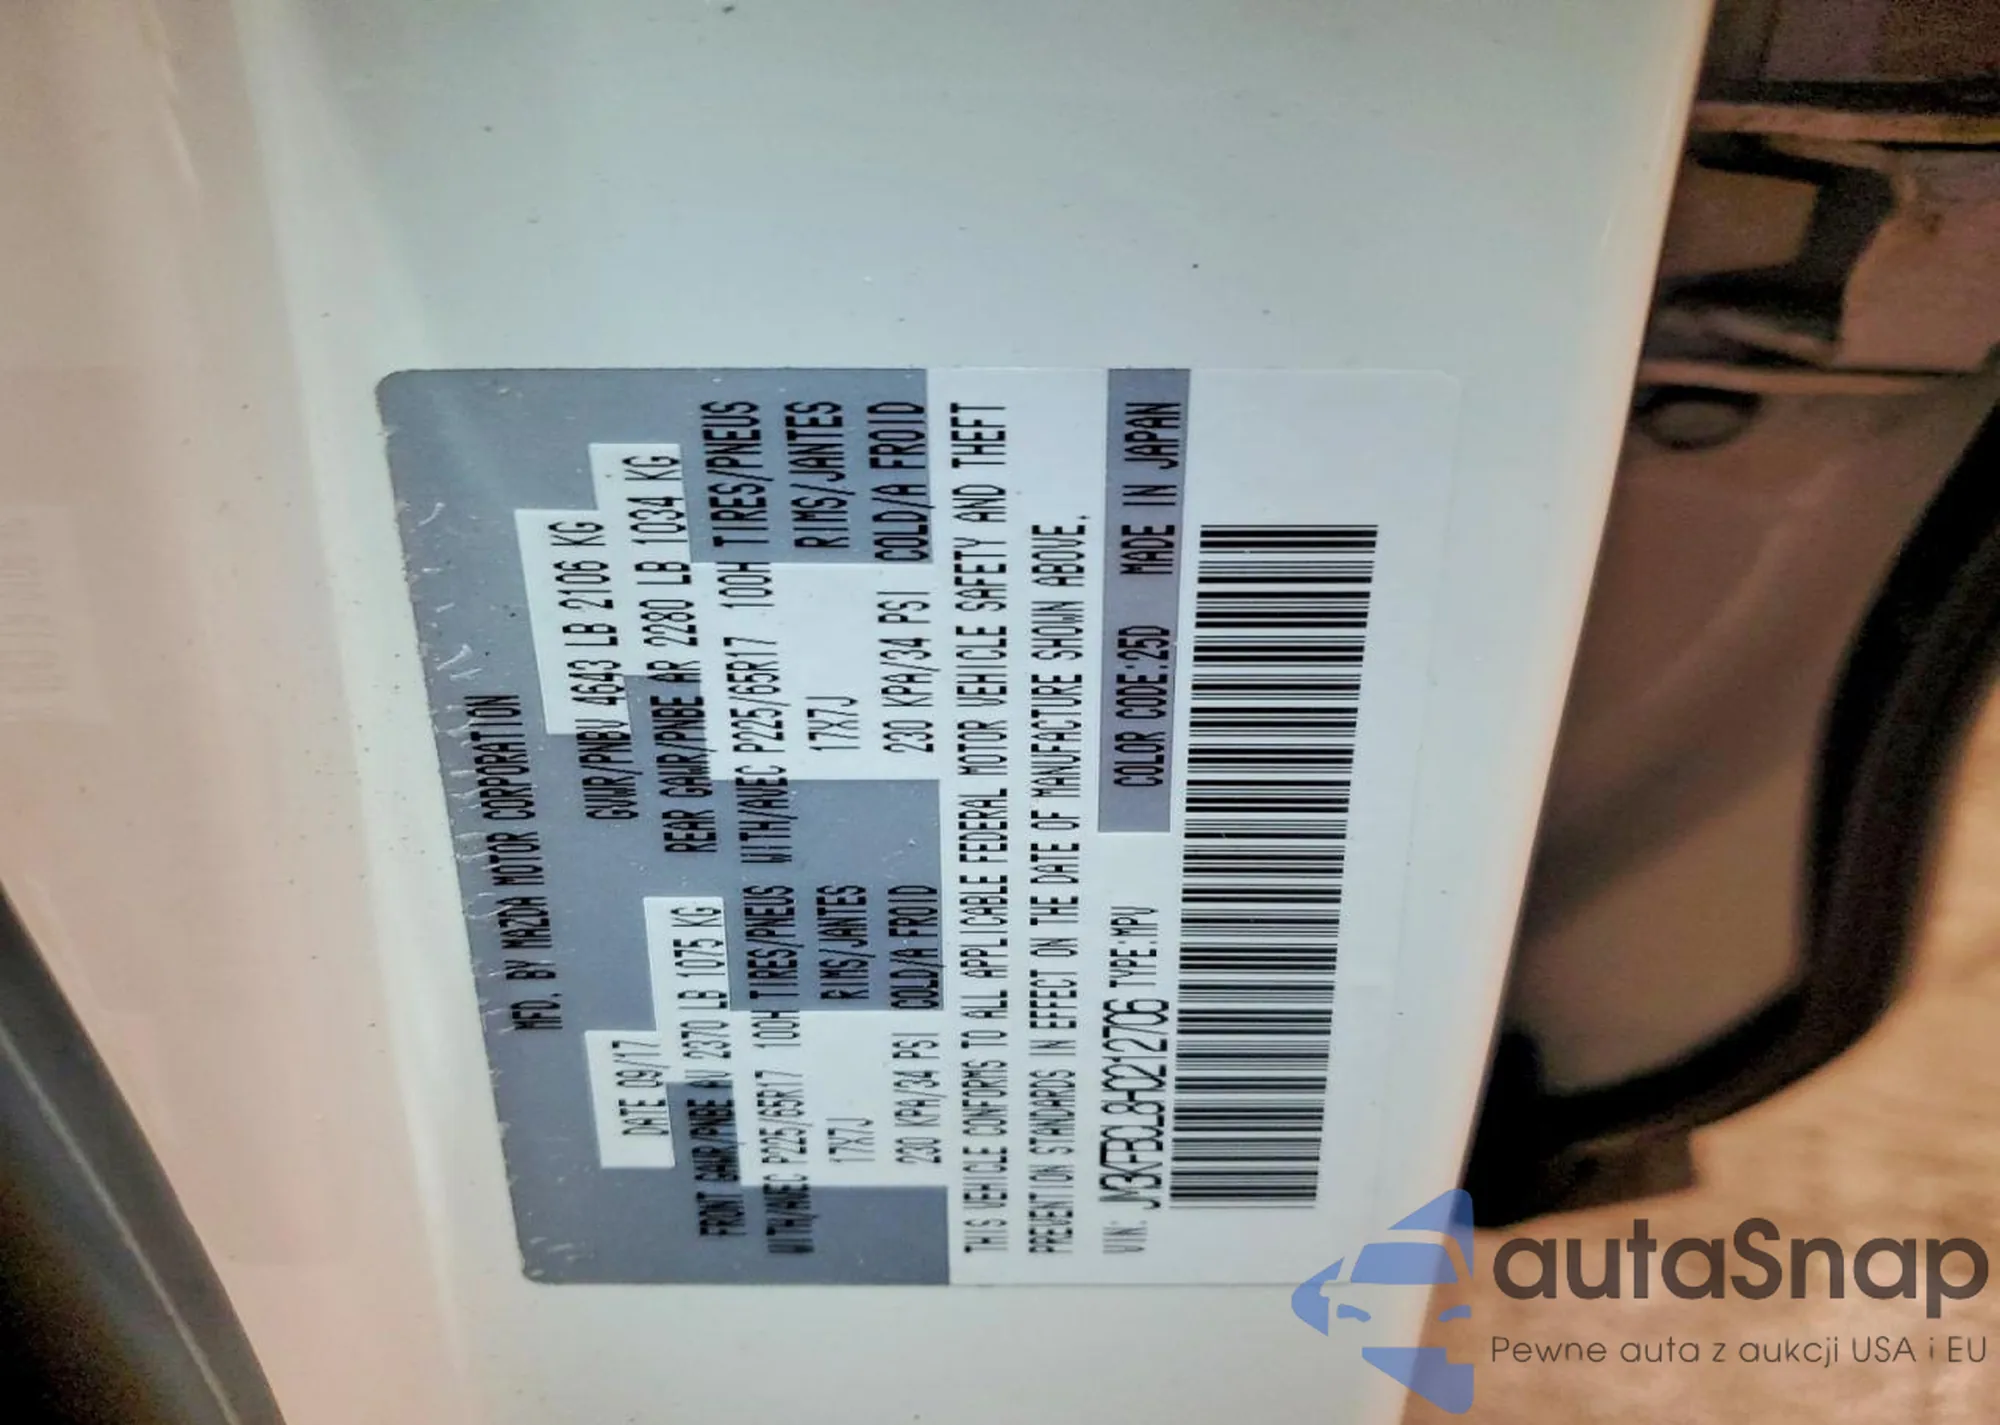 MFD. BY MAZDA MOTOR CORPORATION
DATE 09/17 GVWR/PNBV 4643 LB 2106 KG
FRONT GAWR/PNBE AV 2370 LB 1075 KG REAR GAWR/PNBE AR 2280 LB 1034 KG
WITH/AVEC P225/65R17 100H TIRES/PNEUS WITH/AVEC P225/65R17 100H TIRES/PNEUS
17X7J RIMS/JANTES 17X7J RIMS/JANTES
230 KPA/34 PSI COLD/A FROID 230 KPA/34 PSI COLD/A FROID
THIS VEHICLE CONFORMS TO ALL APPLICABLE FEDERAL MOTOR VEHICLE SAFETY AND THEFT
PREVENTION STANDARDS IN EFFECT ON THE DATE OF MANUFACTURE SHOWN ABOVE.
VIN: JM3KFBCL8H0212706 TYPE:MPV COLOR CODE:25D MADE IN JAPAN
autaSnap
Pewne auta z aukcji USA i EU